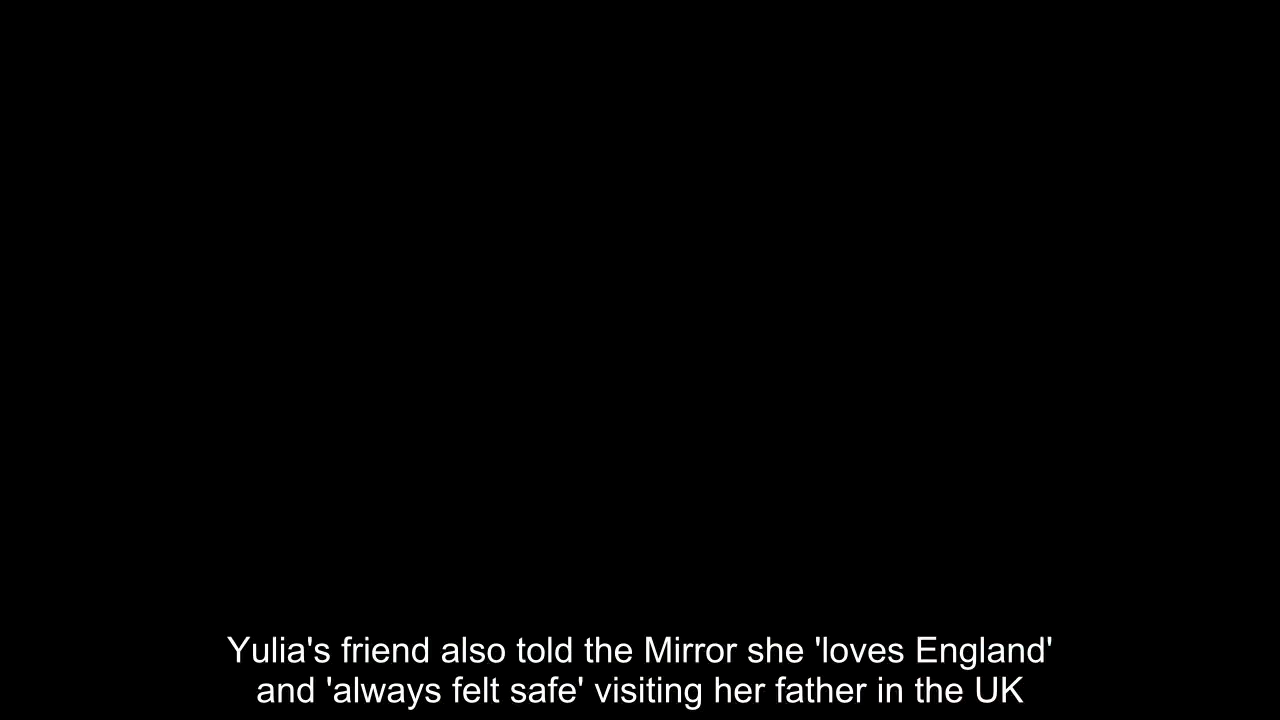 Yulia's friend also told the Mirror she 'loves England'
and 'always felt safe' visiting her father in the UK